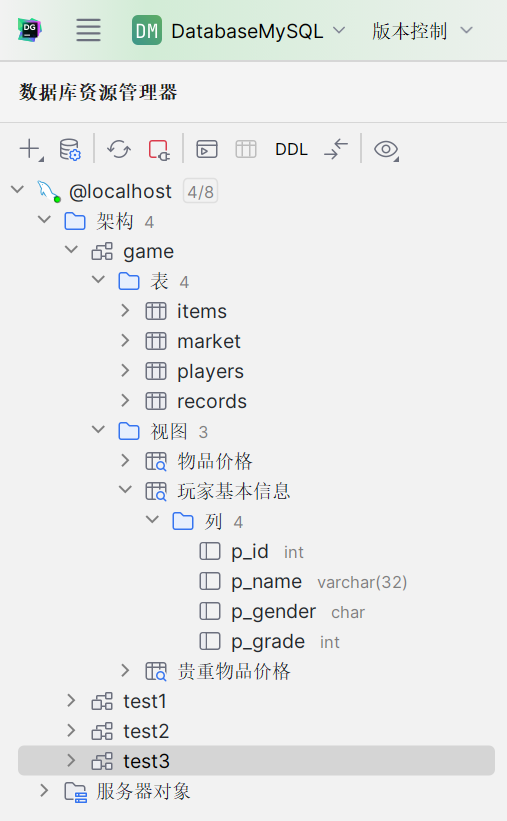 DG DM DatabaseMySQL 版本控制
数据库资源管理器
DDL
@localhost 4/8
架构 4
game
表 4
items
market
players
records
视图 3
物品价格
玩家基本信息
列 4
p_id int
p_name varchar(32)
p_gender char
p_grade int
贵重物品价格
test1
test2
test3
服务器对象